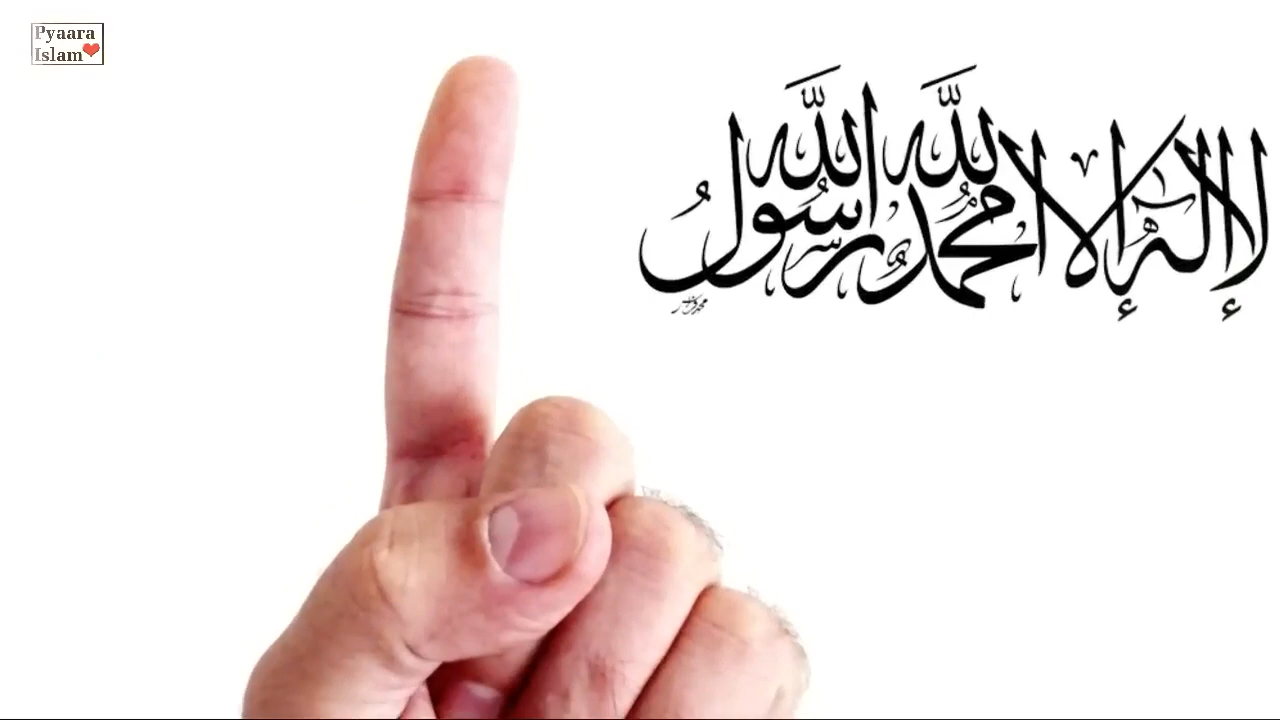 Pyaara
Islam
لا إله إلا الله محمد رسول الله